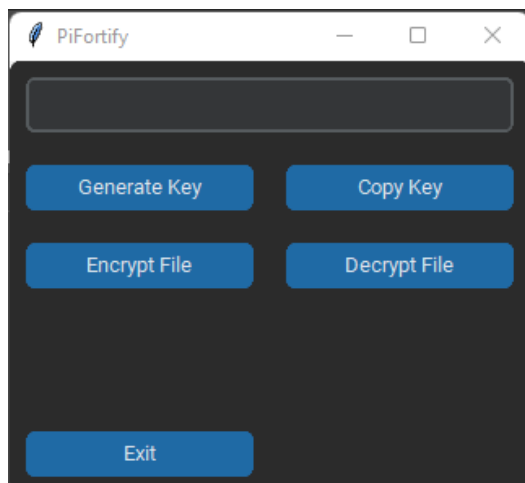 PiFortify
Generate Key
Copy Key
Encrypt File
Decrypt File
Exit